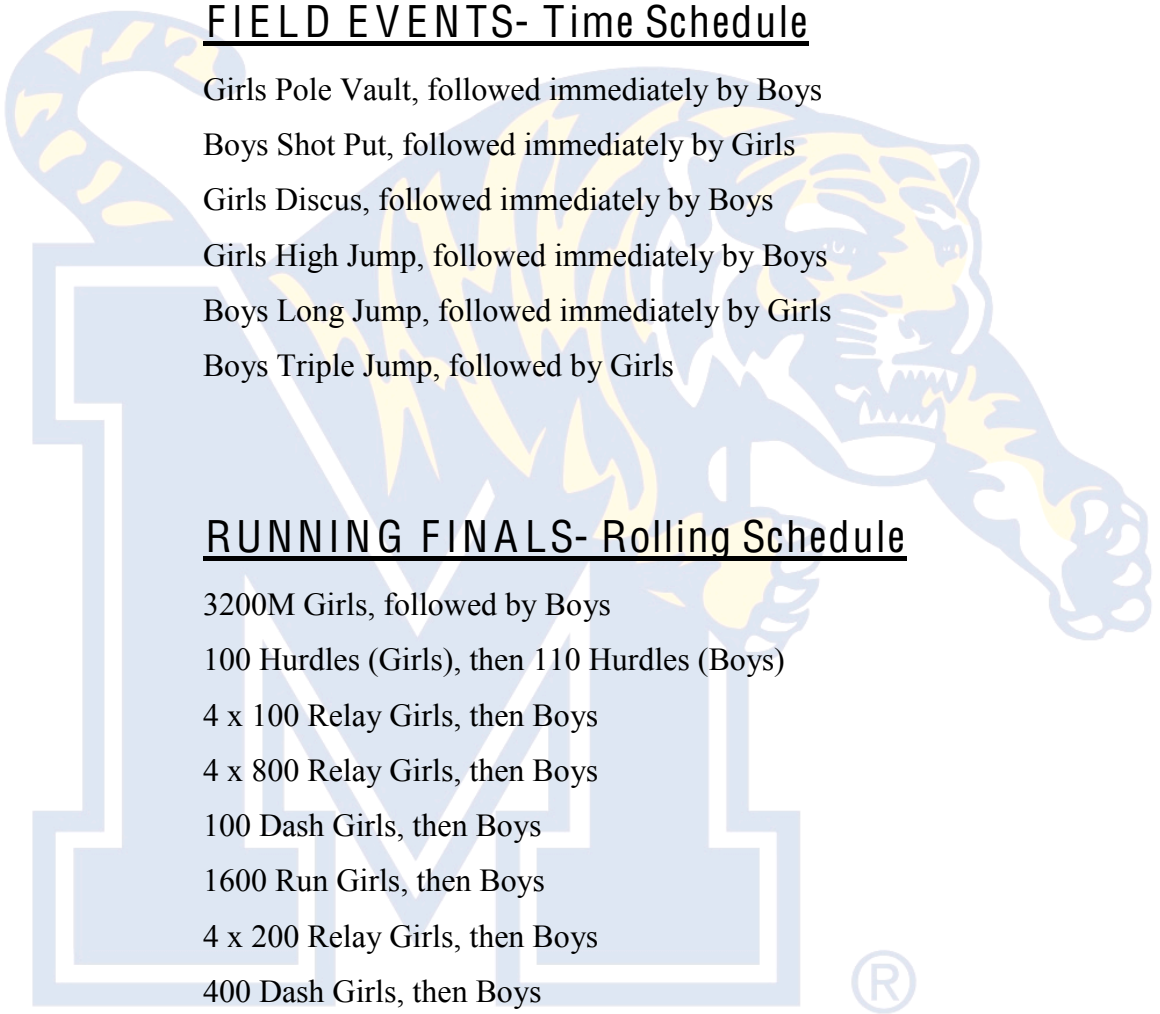 FIELD EVENTS- Time Schedule
Girls Pole Vault, followed immediately by Boys
Boys Shot Put, followed immediately by Girls
Girls Discus, followed immediately by Boys
Girls High Jump, followed immediately by Boys
Boys Long Jump, followed immediately by Girls
Boys Triple Jump, followed by Girls
RUNNING FINALS- Rolling Schedule
3200M Girls, followed by Boys
100 Hurdles (Girls), then 110 Hurdles (Boys)
4 x 100 Relay Girls, then Boys
4 x 800 Relay Girls, then Boys
100 Dash Girls, then Boys
1600 Run Girls, then Boys
4 x 200 Relay Girls, then Boys
400 Dash Girls, then Boys
M
®